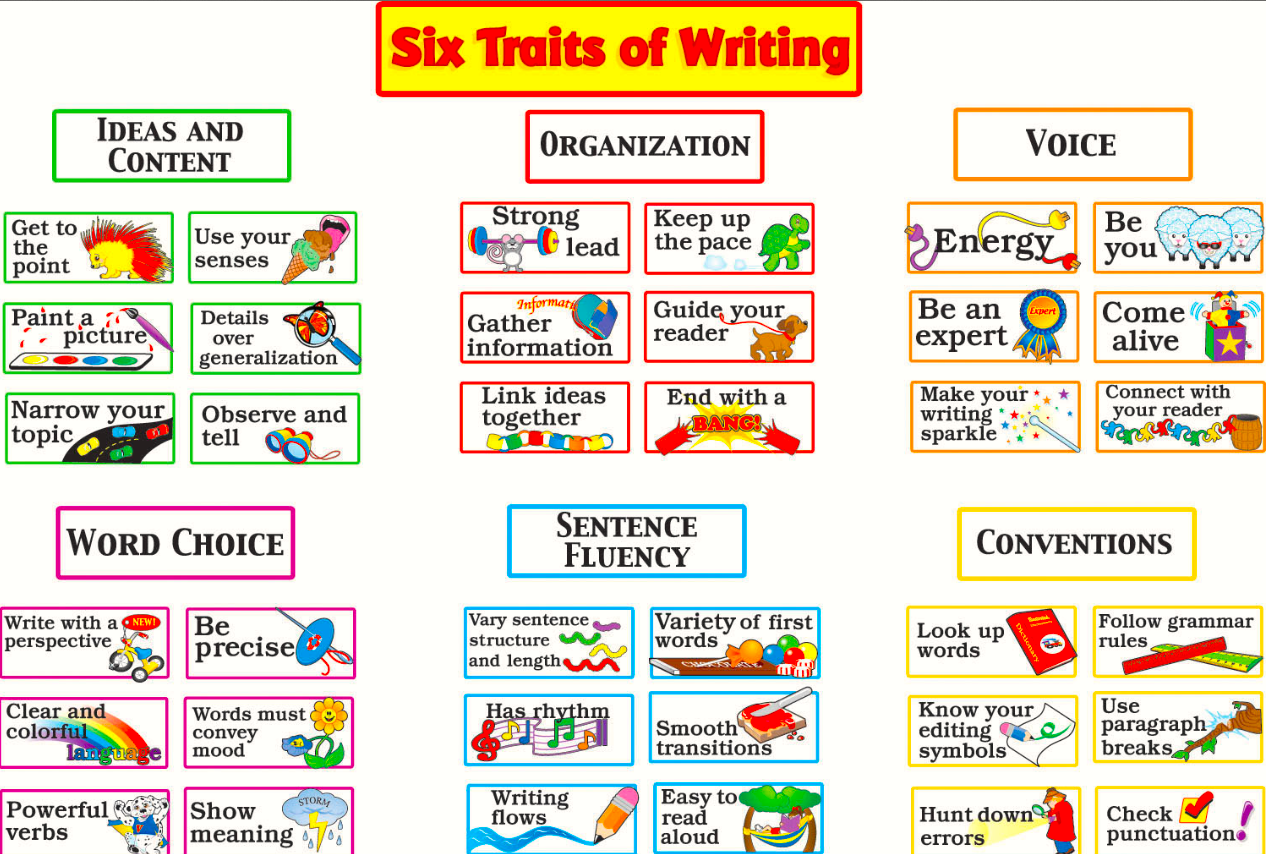 Six Traits of Writing
IDEAS AND
CONTENT
Get to
the
point
Use your
senses
Paint a
picture
Details
over
generalization
Narrow your
topic
Observe and
tell
ORGANIZATION
Strong
lead
Keep up
the pace
Gather
information
Guide your
reader
Link ideas
together
End with a
BANG!
VOICE
Energy
Be
you
Be an
expert
Expert
Come
alive
Make your
writing
sparkle
Connect with
your reader
WORD CHOICE
Write with a
perspective
NEW!
Be
precise
Clear and
colorful
language
Words must
convey
mood
Powerful
verbs
Show
meaning
STORM
SENTENCE
FLUENCY
Vary sentence
structure
and length
Variety of first
words
CHOCOLATE
Has rhythm
Smooth
transitions
Writing
flows
Easy to
read
aloud
CONVENTIONS
Look up
words
Dictionary
Follow grammar
rules
Know your
editing
symbols
Use
paragraph
breaks
Hunt down
errors
Check
punctuation